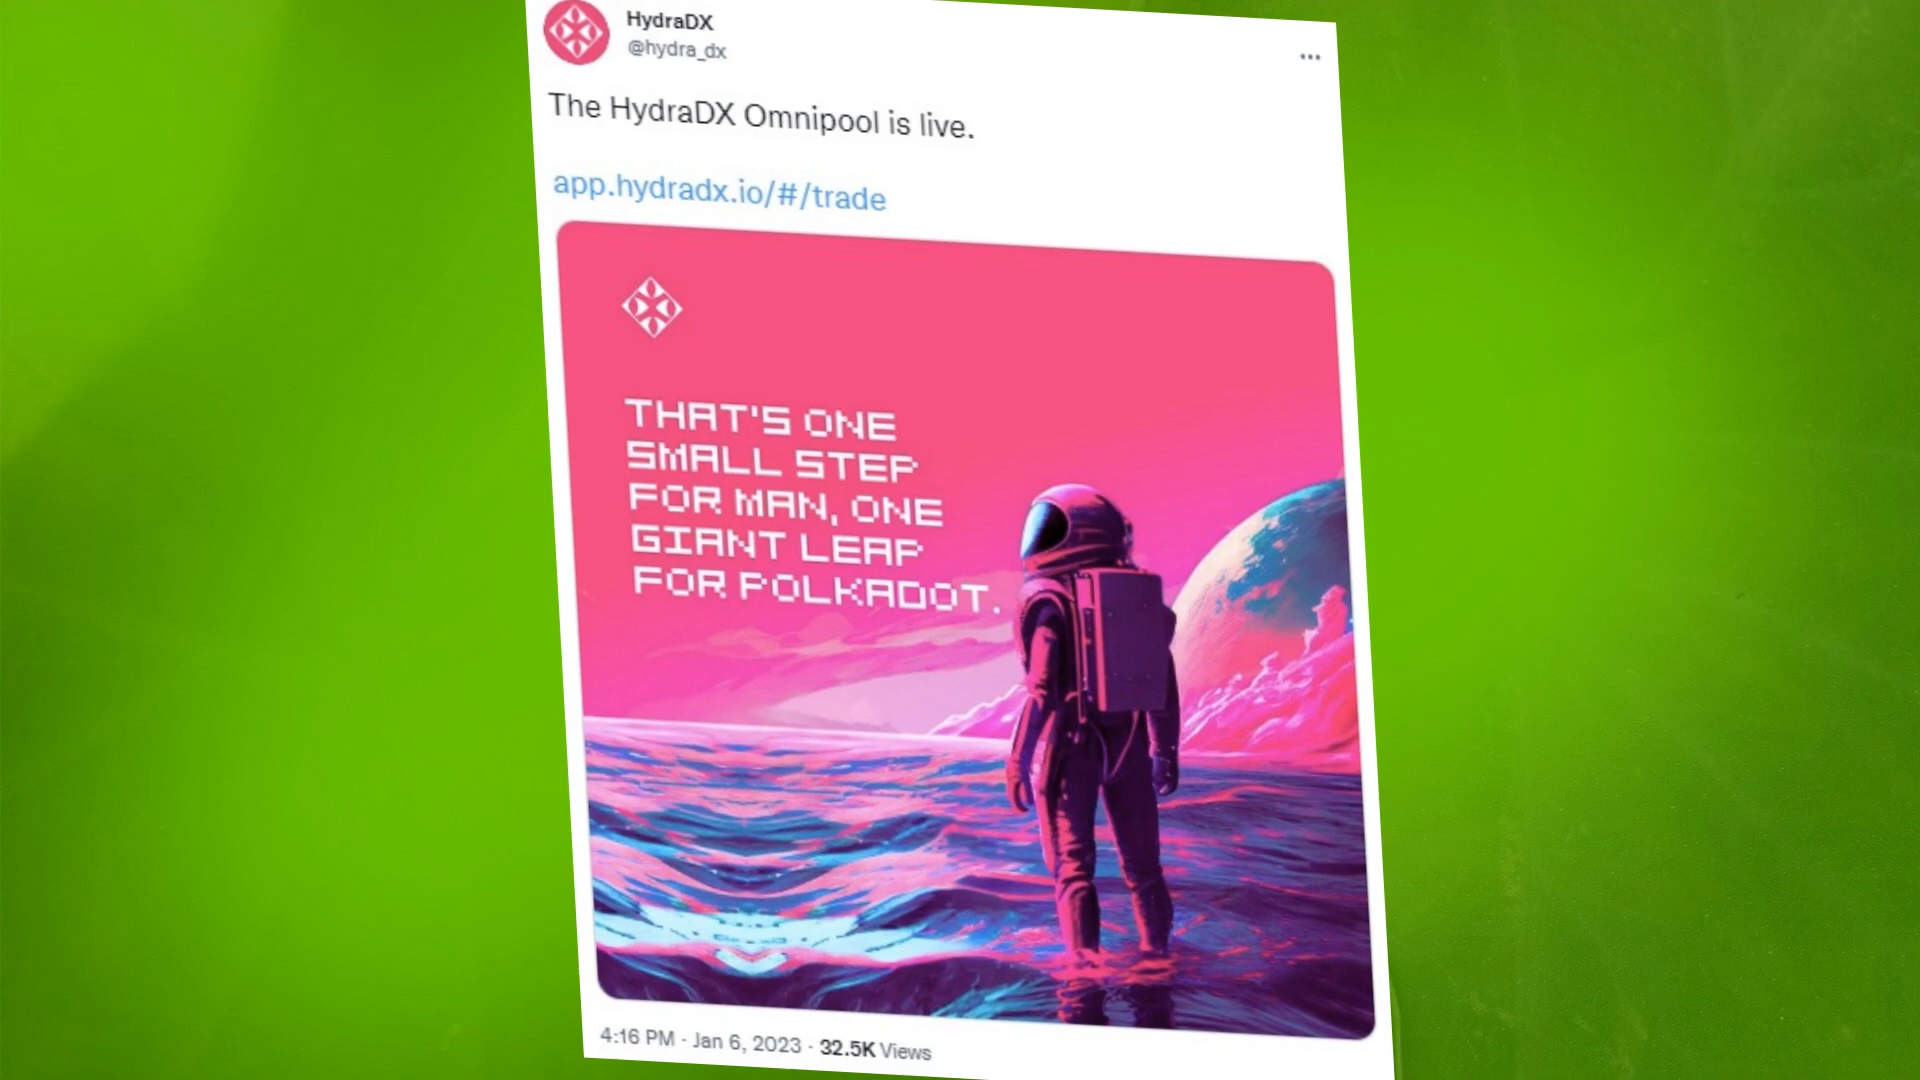 HydraDX
@hydra_dx
The HydraDX Omnipool is live.
app.hydradx.io/#/trade
THAT'S ONE
SMALL STEP
FOR MAN, ONE
GIANT LEAP
FOR POLKADOT.
4:16 PM · Jan 6, 2023 · 32.5K Views